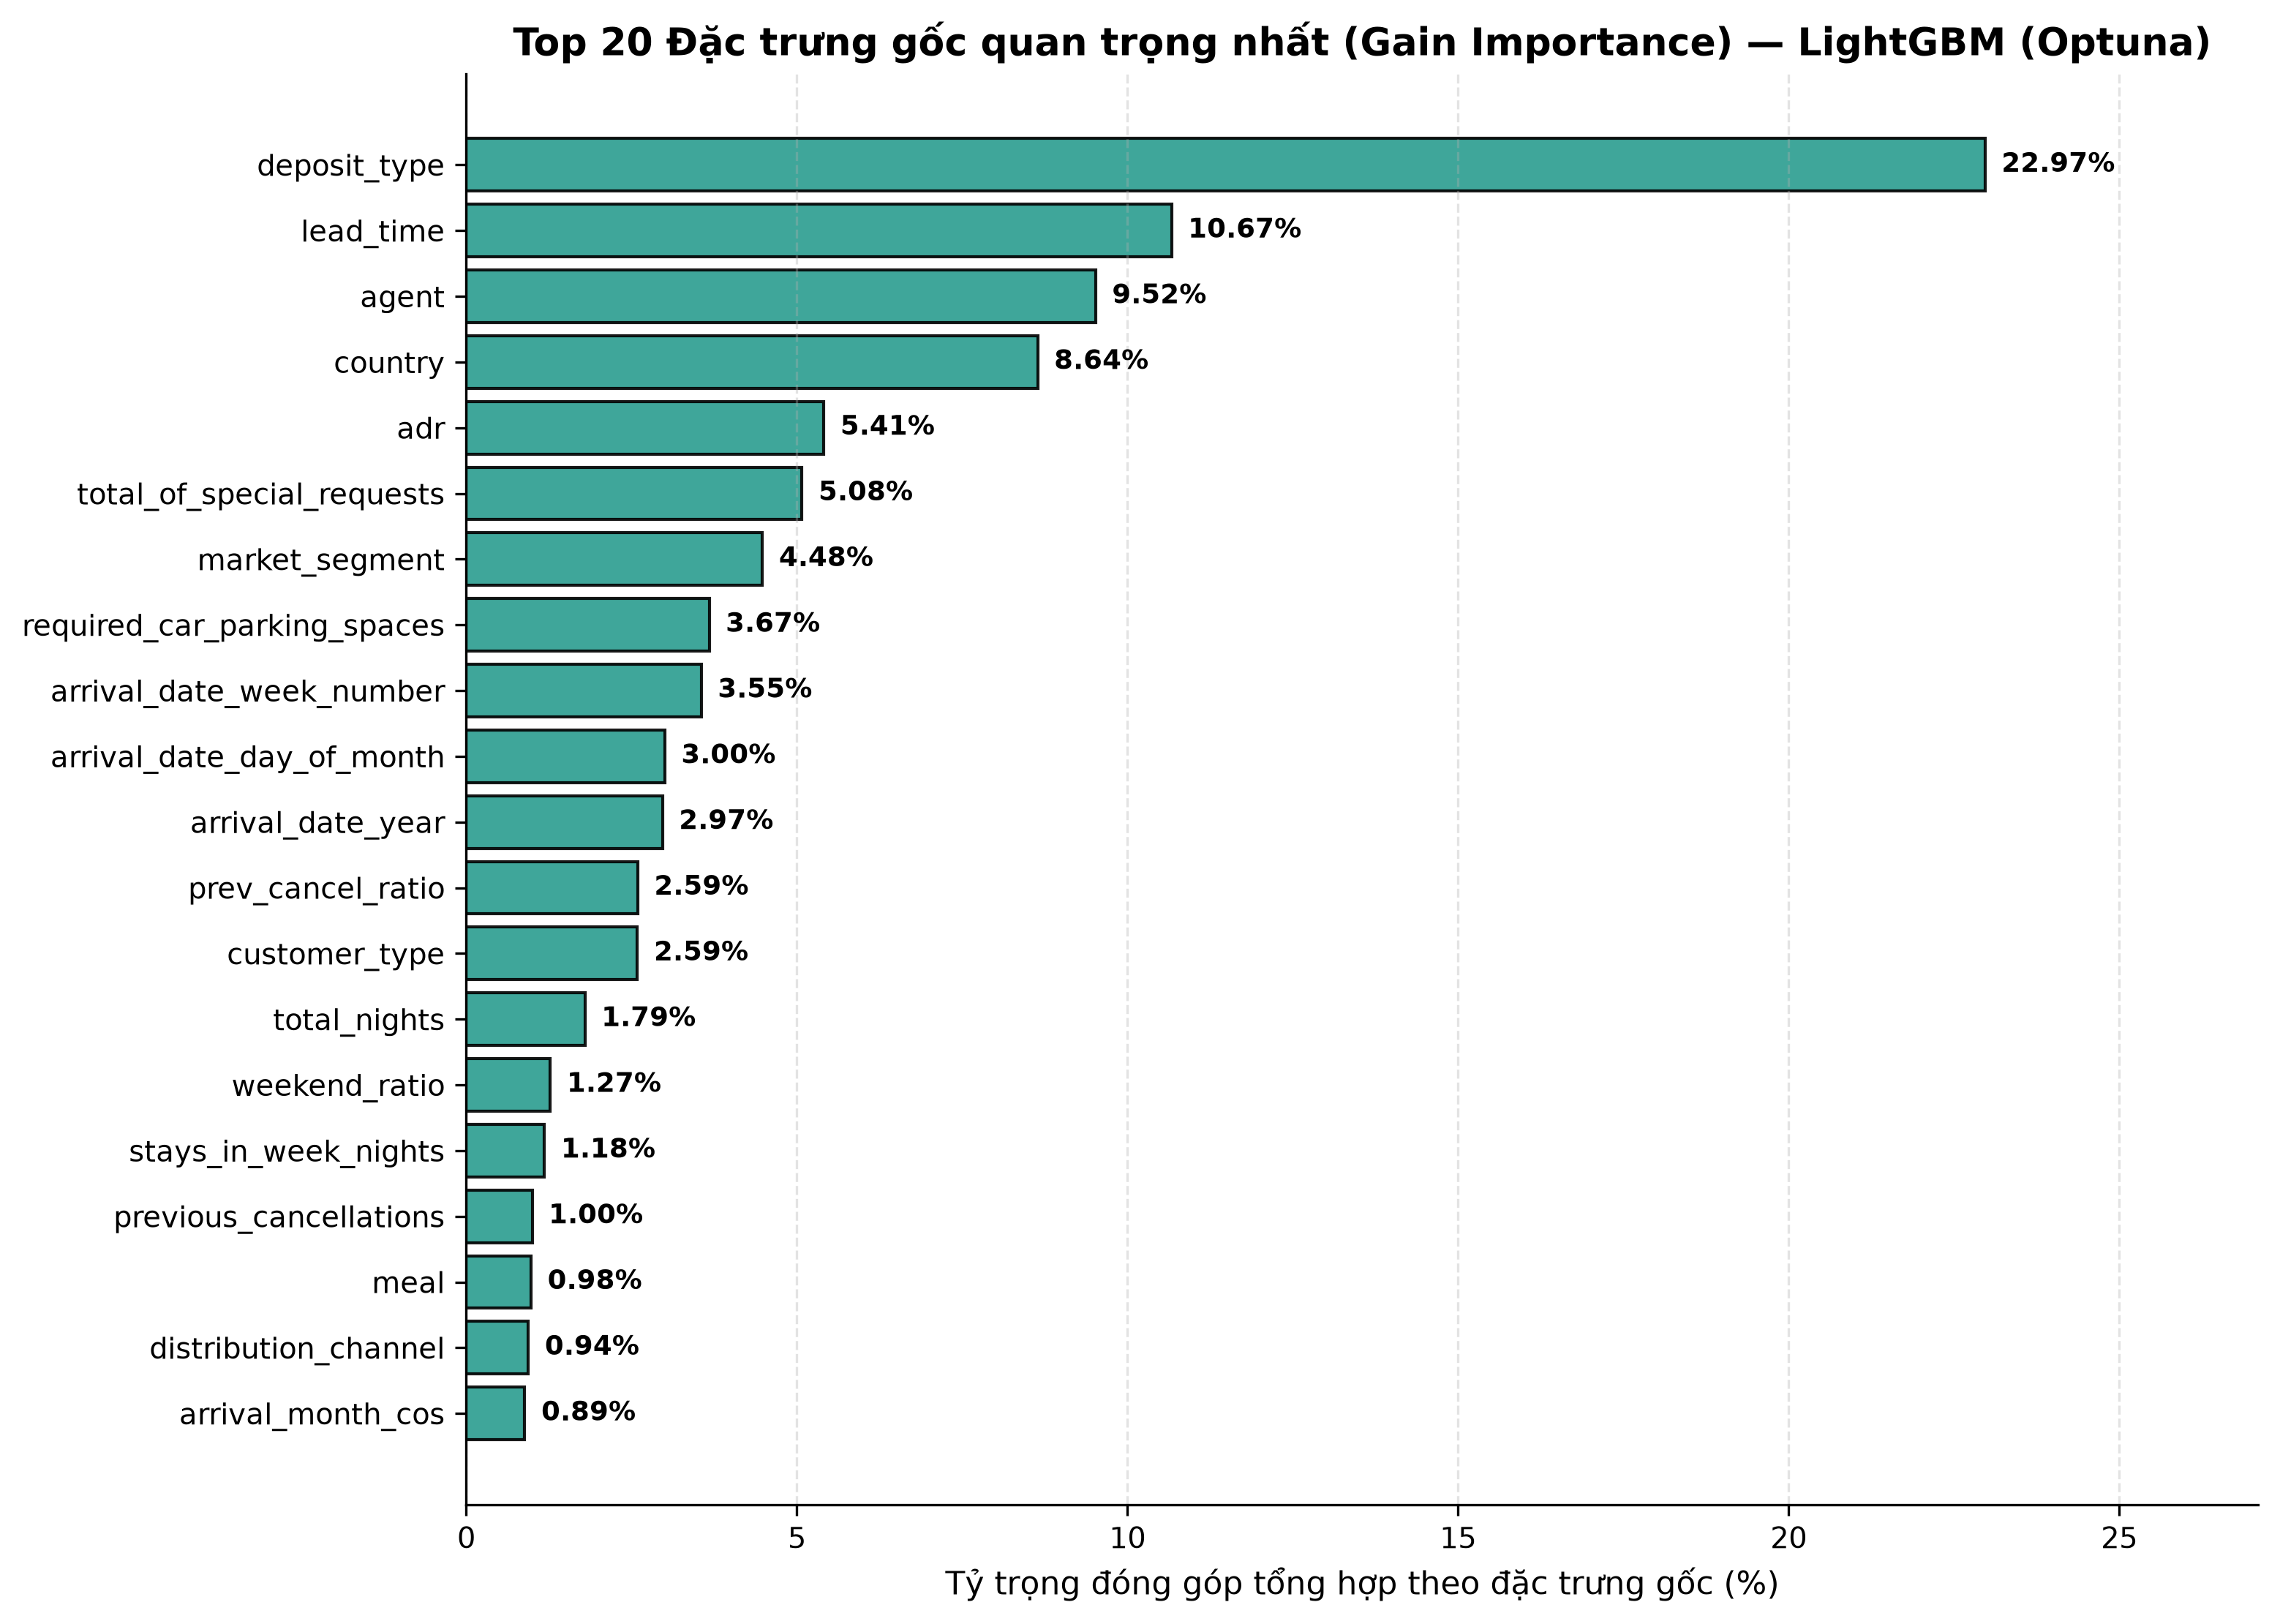 Top 20 Đặc trưng gốc quan trọng nhất (Gain Importance) — LightGBM (Optuna)
deposit_type 22.97%
lead_time 10.67%
agent 9.52%
country 8.64%
adr 5.41%
total_of_special_requests 5.08%
market_segment 4.48%
required_car_parking_spaces 3.67%
arrival_date_week_number 3.55%
arrival_date_day_of_month 3.00%
arrival_date_year 2.97%
prev_cancel_ratio 2.59%
customer_type 2.59%
total_nights 1.79%
weekend_ratio 1.27%
stays_in_week_nights 1.18%
previous_cancellations 1.00%
meal 0.98%
distribution_channel 0.94%
arrival_month_cos 0.89%
0 5 10 15 20 25
Tỷ trọng đóng góp tổng hợp theo đặc trưng gốc (%)